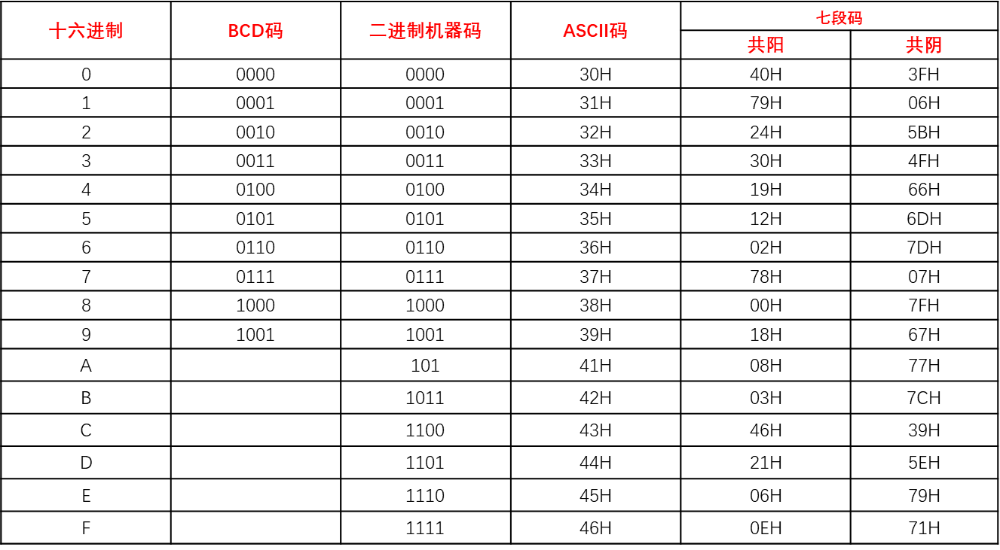 十六进制 BCD码 二进制机器码 ASCII码 七段码
共阳 共阴
0 0000 0000 30H 40H 3FH
1 0001 0001 31H 79H 06H
2 0010 0010 32H 24H 5BH
3 0011 0011 33H 30H 4FH
4 0100 0100 34H 19H 66H
5 0101 0101 35H 12H 6DH
6 0110 0110 36H 02H 7DH
7 0111 0111 37H 78H 07H
8 1000 1000 38H 00H 7FH
9 1001 1001 39H 18H 67H
A 101 41H 08H 77H
B 1011 42H 03H 7CH
C 1100 43H 46H 39H
D 1101 44H 21H 5EH
E 1110 45H 06H 79H
F 1111 46H 0EH 71H